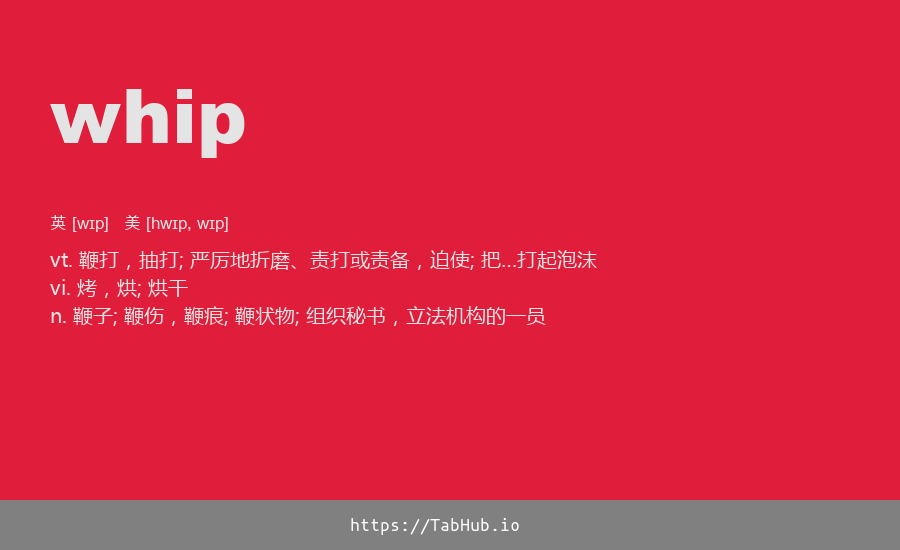 whip
英 [wɪp] 美 [hwɪp, wɪp]
vt. 鞭打，抽打; 严厉地折磨、责打或责备，迫使; 把…打起泡沫
vi. 烤，烘; 烘干
n. 鞭子; 鞭伤，鞭痕; 鞭状物; 组织秘书，立法机构的一员
https://TabHub.io